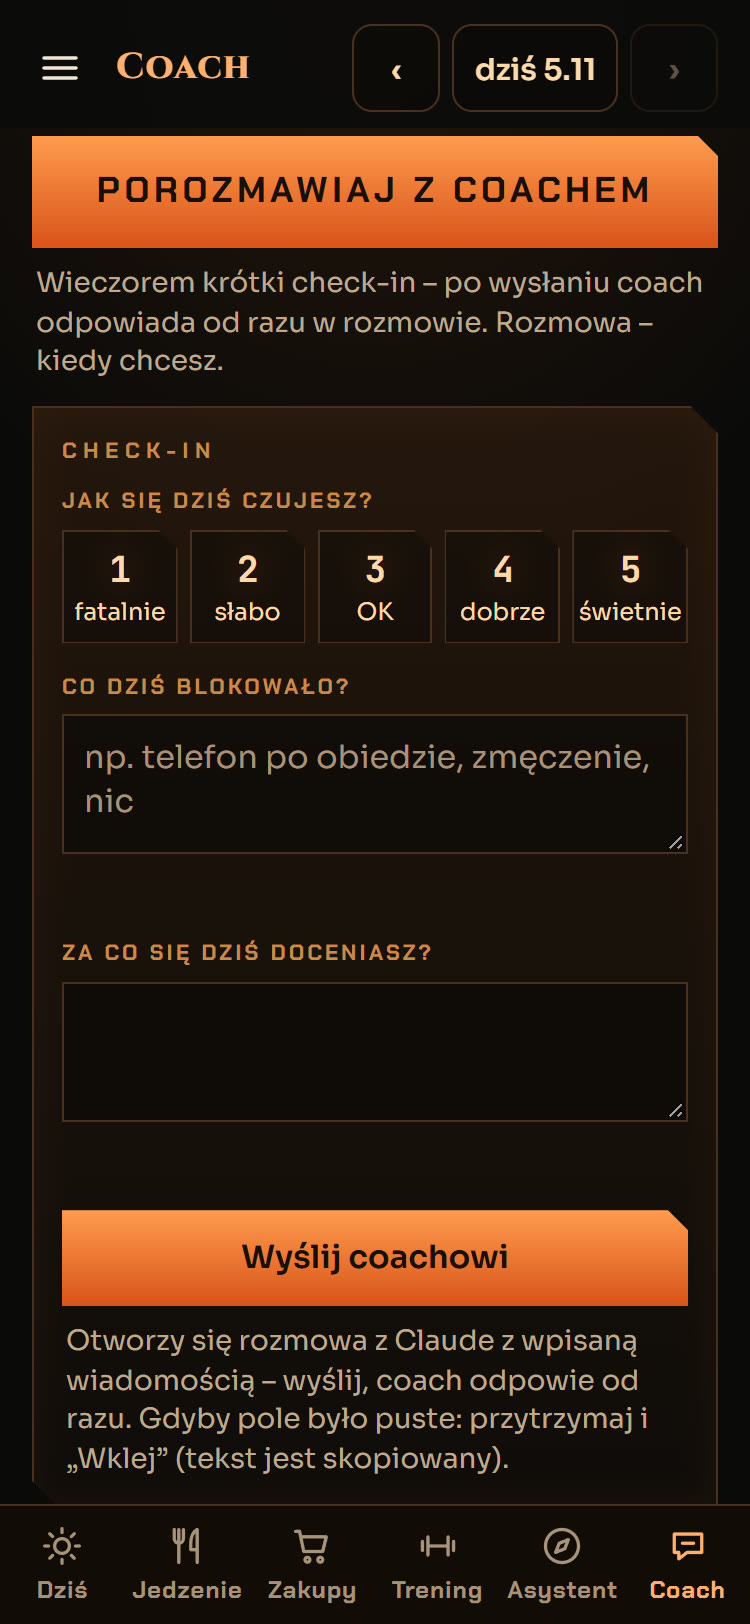 Coach
‹ dziś 5.11 ›
POROZMAWIAJ Z COACHEM
Wieczorem krótki check-in – po wysłaniu coach
odpowiada od razu w rozmowie. Rozmowa –
kiedy chcesz.
CHECK-IN
JAK SIĘ DZIŚ CZUJESZ?
1 2 3 4 5
fatalnie słabo OK dobrze świetnie
CO DZIŚ BLOKOWAŁO?
np. telefon po obiedzie, zmęczenie,
nic
ZA CO SIĘ DZIŚ DOCENIASZ?
Wyślij coachowi
Otworzy się rozmowa z Claude z wpisaną
wiadomością – wyślij, coach odpowie od
razu. Gdyby pole było puste: przytrzymaj i
„Wklej” (tekst jest skopiowany).
Dziś Jedzenie Zakupy Trening Asystent Coach